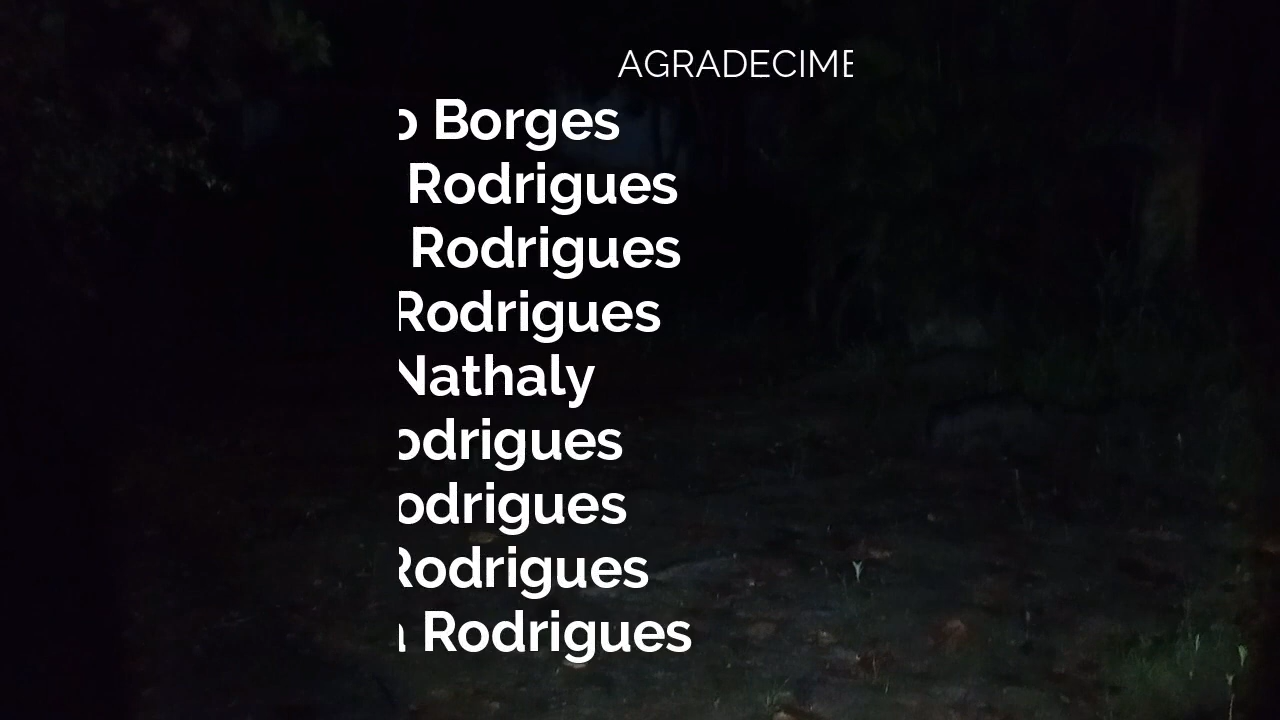 AGRADECIME
o Borges
Rodrigues
Rodrigues
Rodrigues
Nathaly
odrigues
odrigues
Rodrigues
a Rodrigues